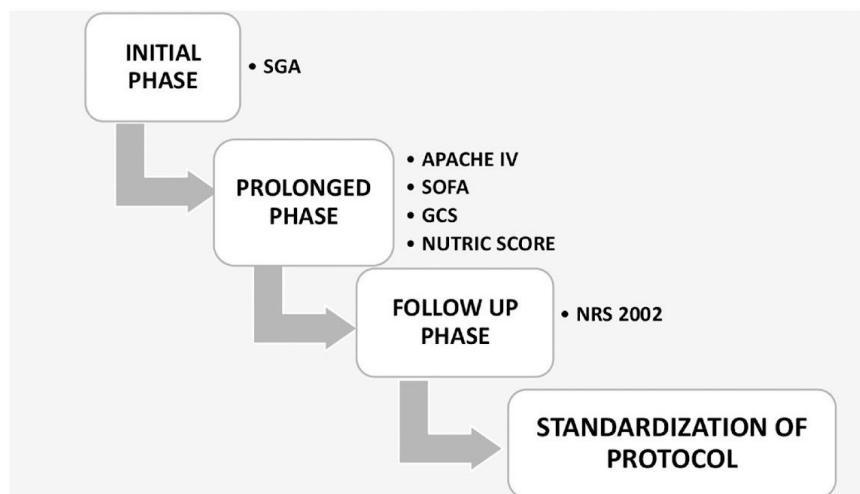 INITIAL
PHASE
• SGA
PROLONGED
PHASE
• APACHE IV
• SOFA
• GCS
• NUTRIC SCORE
FOLLOW UP
PHASE
• NRS 2002
STANDARDIZATION OF
PROTOCOL